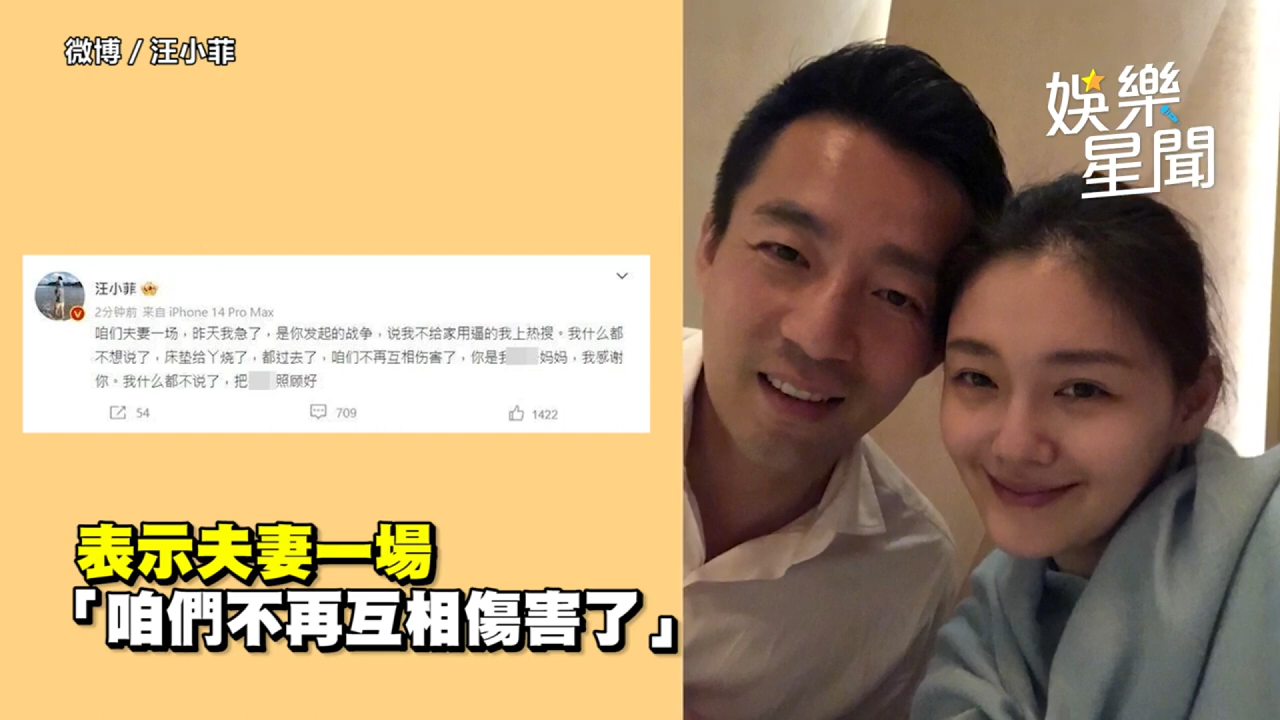 微博 / 汪小菲
娛樂
星聞
汪小菲
2分钟前 来自 iPhone 14 Pro Max
咱们夫妻一场，昨天我急了，是你发起的战争，说我不给家用逼的我上热搜。我什么都
不想说了，床垫给丫烧了，都过去了，咱们不再互相伤害了，你是我 妈妈，我感谢
你。我什么都不说了，把 照顾好
54 709 1422
表示夫妻一場
「咱們不再互相傷害了」